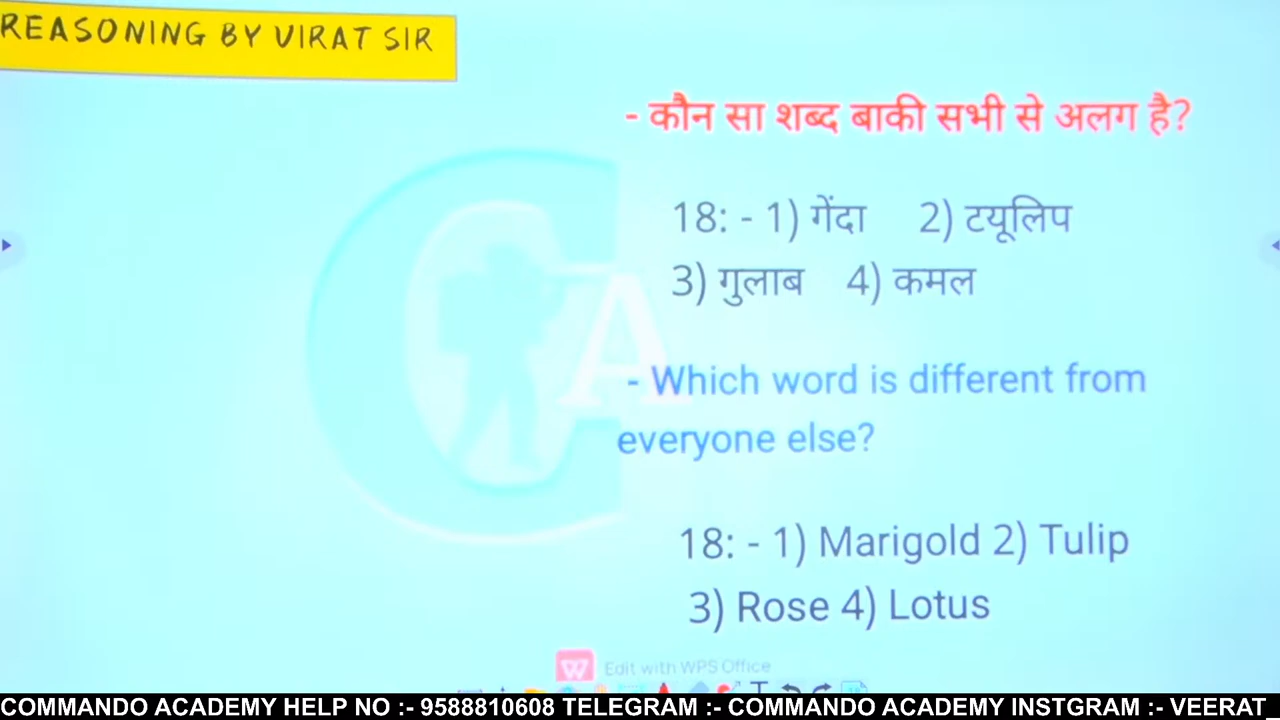 REASONING BY VIRAT SIR
- कौन सा शब्द बाकी सभी से अलग है?
18: - 1) गेंदा 2) टयूलिप
3) गुलाब 4) कमल
CA
- Which word is different from
everyone else?
18: - 1) Marigold 2) Tulip
3) Rose 4) Lotus
W Edit with WPS Office
COMMANDO ACADEMY HELP NO :- 9588810608 TELEGRAM :- COMMANDO ACADEMY INSTGRAM :- VEERAT